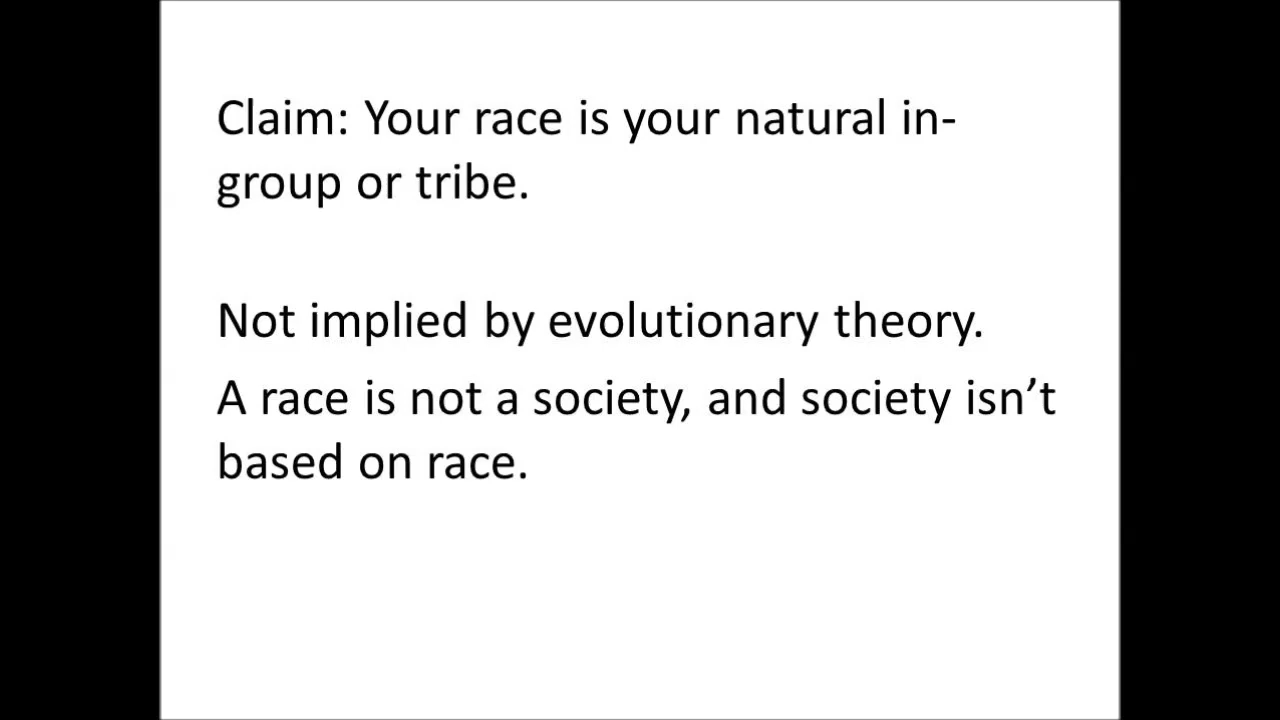 Claim: Your race is your natural in-
group or tribe.
Not implied by evolutionary theory.
A race is not a society, and society isn’t
based on race.